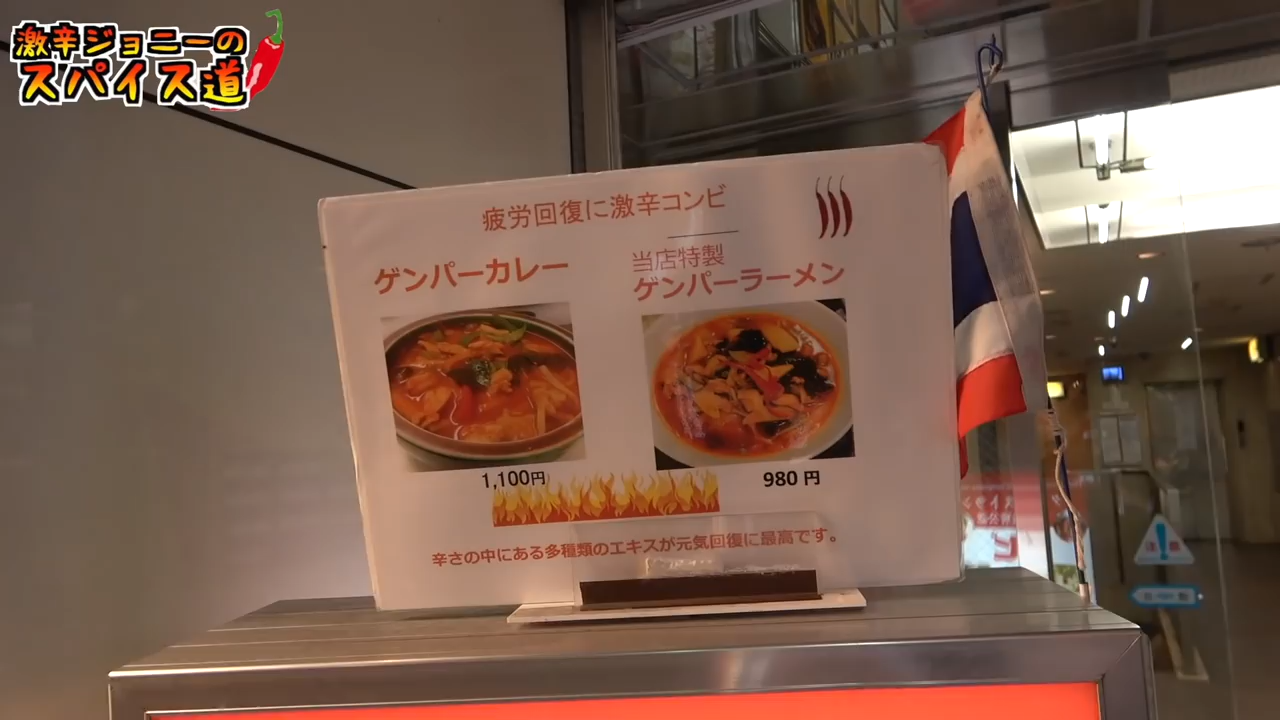 激辛ジョニーの
スパイス道
疲労回復に激辛コンビ
ゲンパーカレー
当店特製
ゲンパーラーメン
1,100円
980 円
辛さの中にある多種類のエキスが元気回復に最高です。
注意